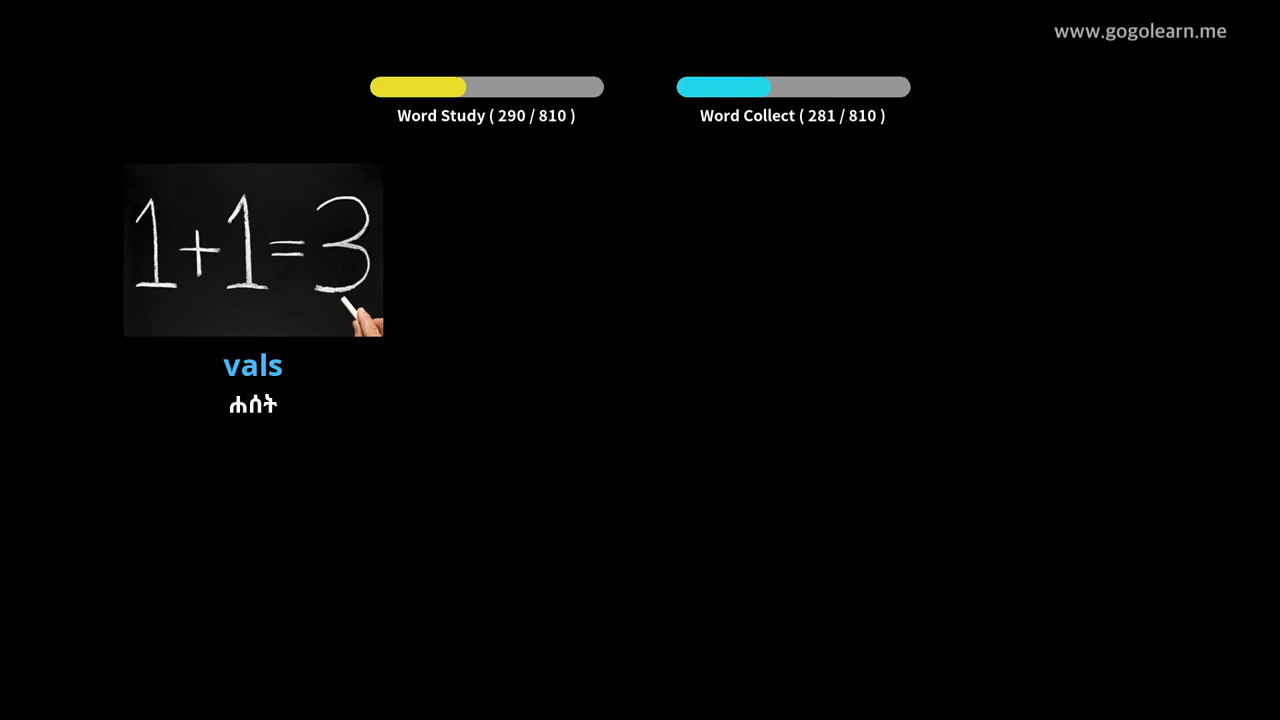 www.gogolearn.me
Word Study ( 290 / 810 )
Word Collect ( 281 / 810 )
1+1=3
vals
ሐሰት